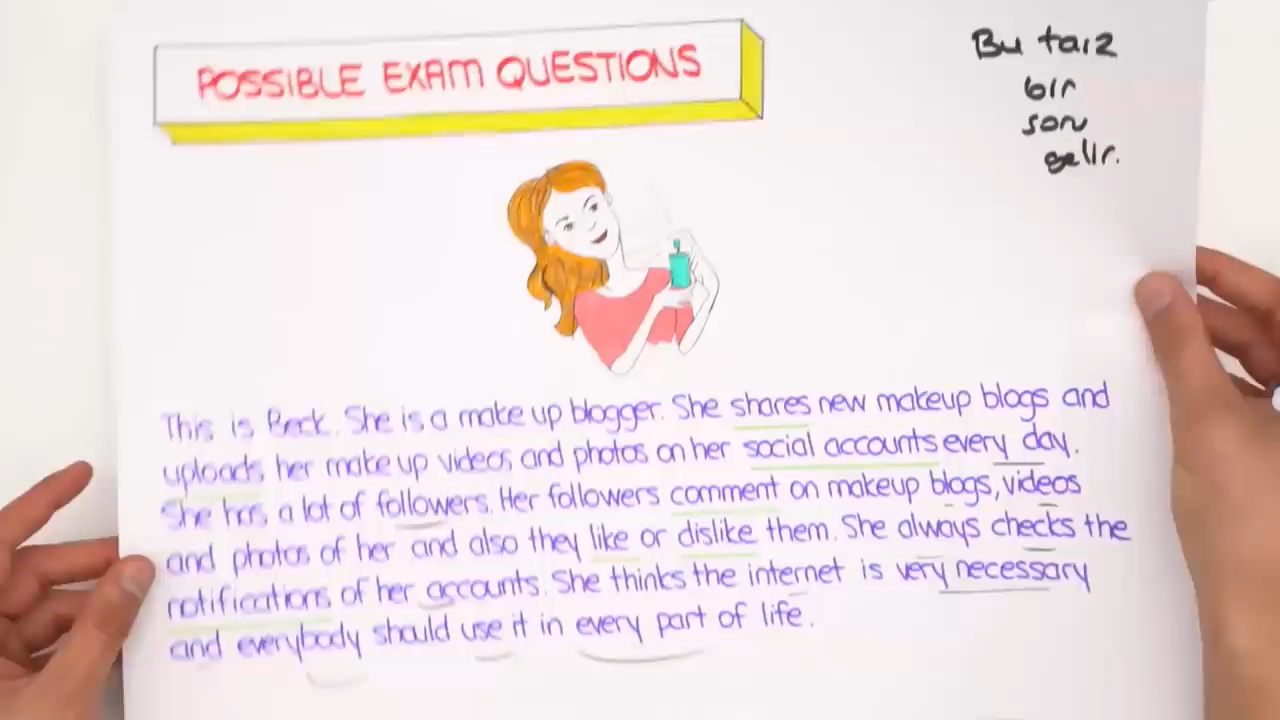 POSSIBLE EXAM QUESTIONS
Bu tarz
bir
soru
gelir.
This is Beck. She is a make up blogger. She shares new makeup blogs and
uploads her make up videos and photos on her social accounts every day.
She has a lot of followers. Her followers comment on makeup blogs, videos
and photos of her and also they like or dislike them. She always checks the
notifications of her accounts. She thinks the internet is very necessary
and everybody should use it in every part of life.